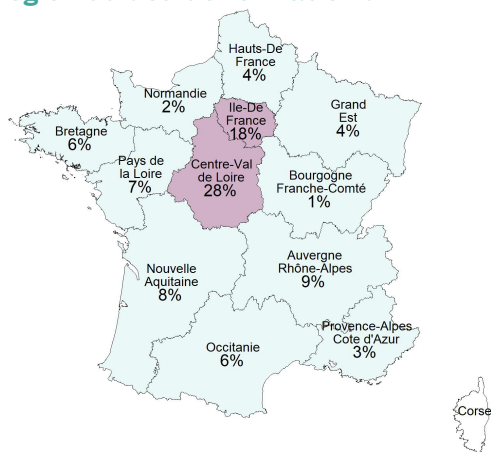 Hauts-De
France
4%
Normandie
2%
Ile-De
France
18%
Grand
Est
4%
Bretagne
6%
Pays de
la Loire
7%
Centre-Val
de Loire
28%
Bourgogne
Franche-Comté
1%
Nouvelle
Aquitaine
8%
Auvergne
Rhône-Alpes
9%
Provence-Alpes
Cote d'Azur
3%
Occitanie
6%
Corse